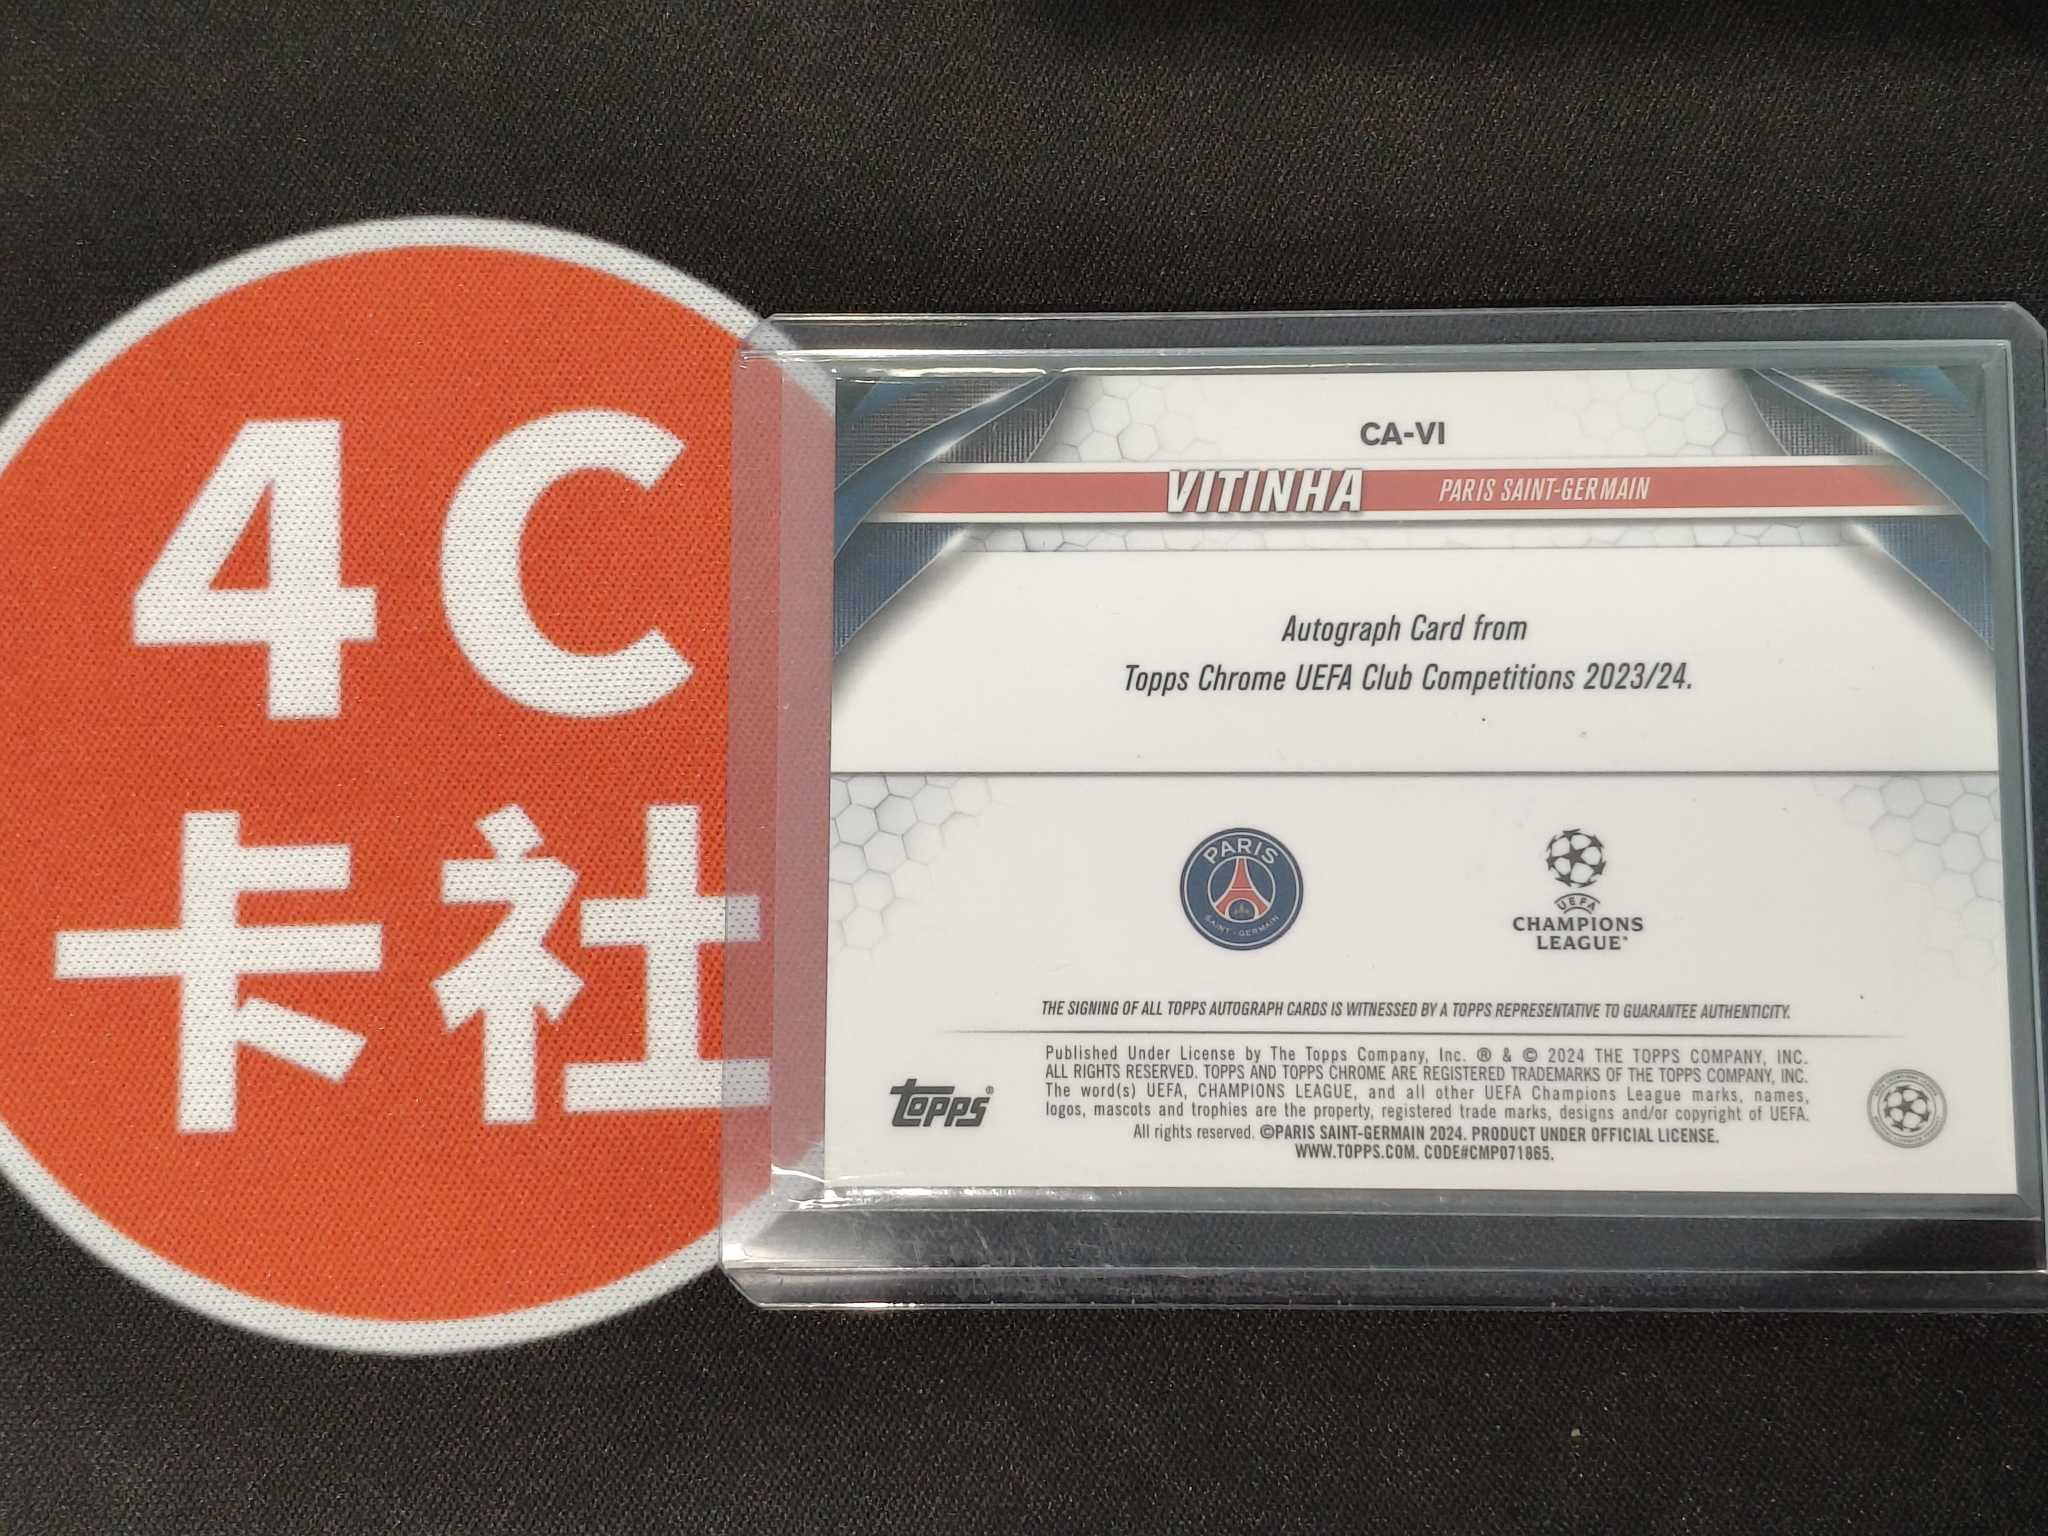 4C
卡社
CA-VI
VITINHA PARIS SAINT-GERMAIN
Autograph Card from
Topps Chrome UEFA Club Competitions 2023/24.
PARIS
SAINT-GERMAIN
UEFA
CHAMPIONS
LEAGUE
THE SIGNING OF ALL TOPPS AUTOGRAPH CARDS IS WITNESSED BY A TOPPS REPRESENTATIVE TO GUARANTEE AUTHENTICITY.
Topps®
Published Under License by The Topps Company, Inc. ® & © 2024 THE TOPPS COMPANY, INC.
ALL RIGHTS RESERVED. TOPPS AND TOPPS CHROME ARE REGISTERED TRADEMARKS OF THE TOPPS COMPANY, INC.
The word(s) UEFA, CHAMPIONS LEAGUE, and all other UEFA Champions League marks, names,
logos, mascots and trophies are the property, registered trade marks, designs and/or copyright of UEFA.
All rights reserved. ©PARIS SAINT-GERMAIN 2024. PRODUCT UNDER OFFICIAL LICENSE.
WWW.TOPPS.COM. CODE#CMP071865.